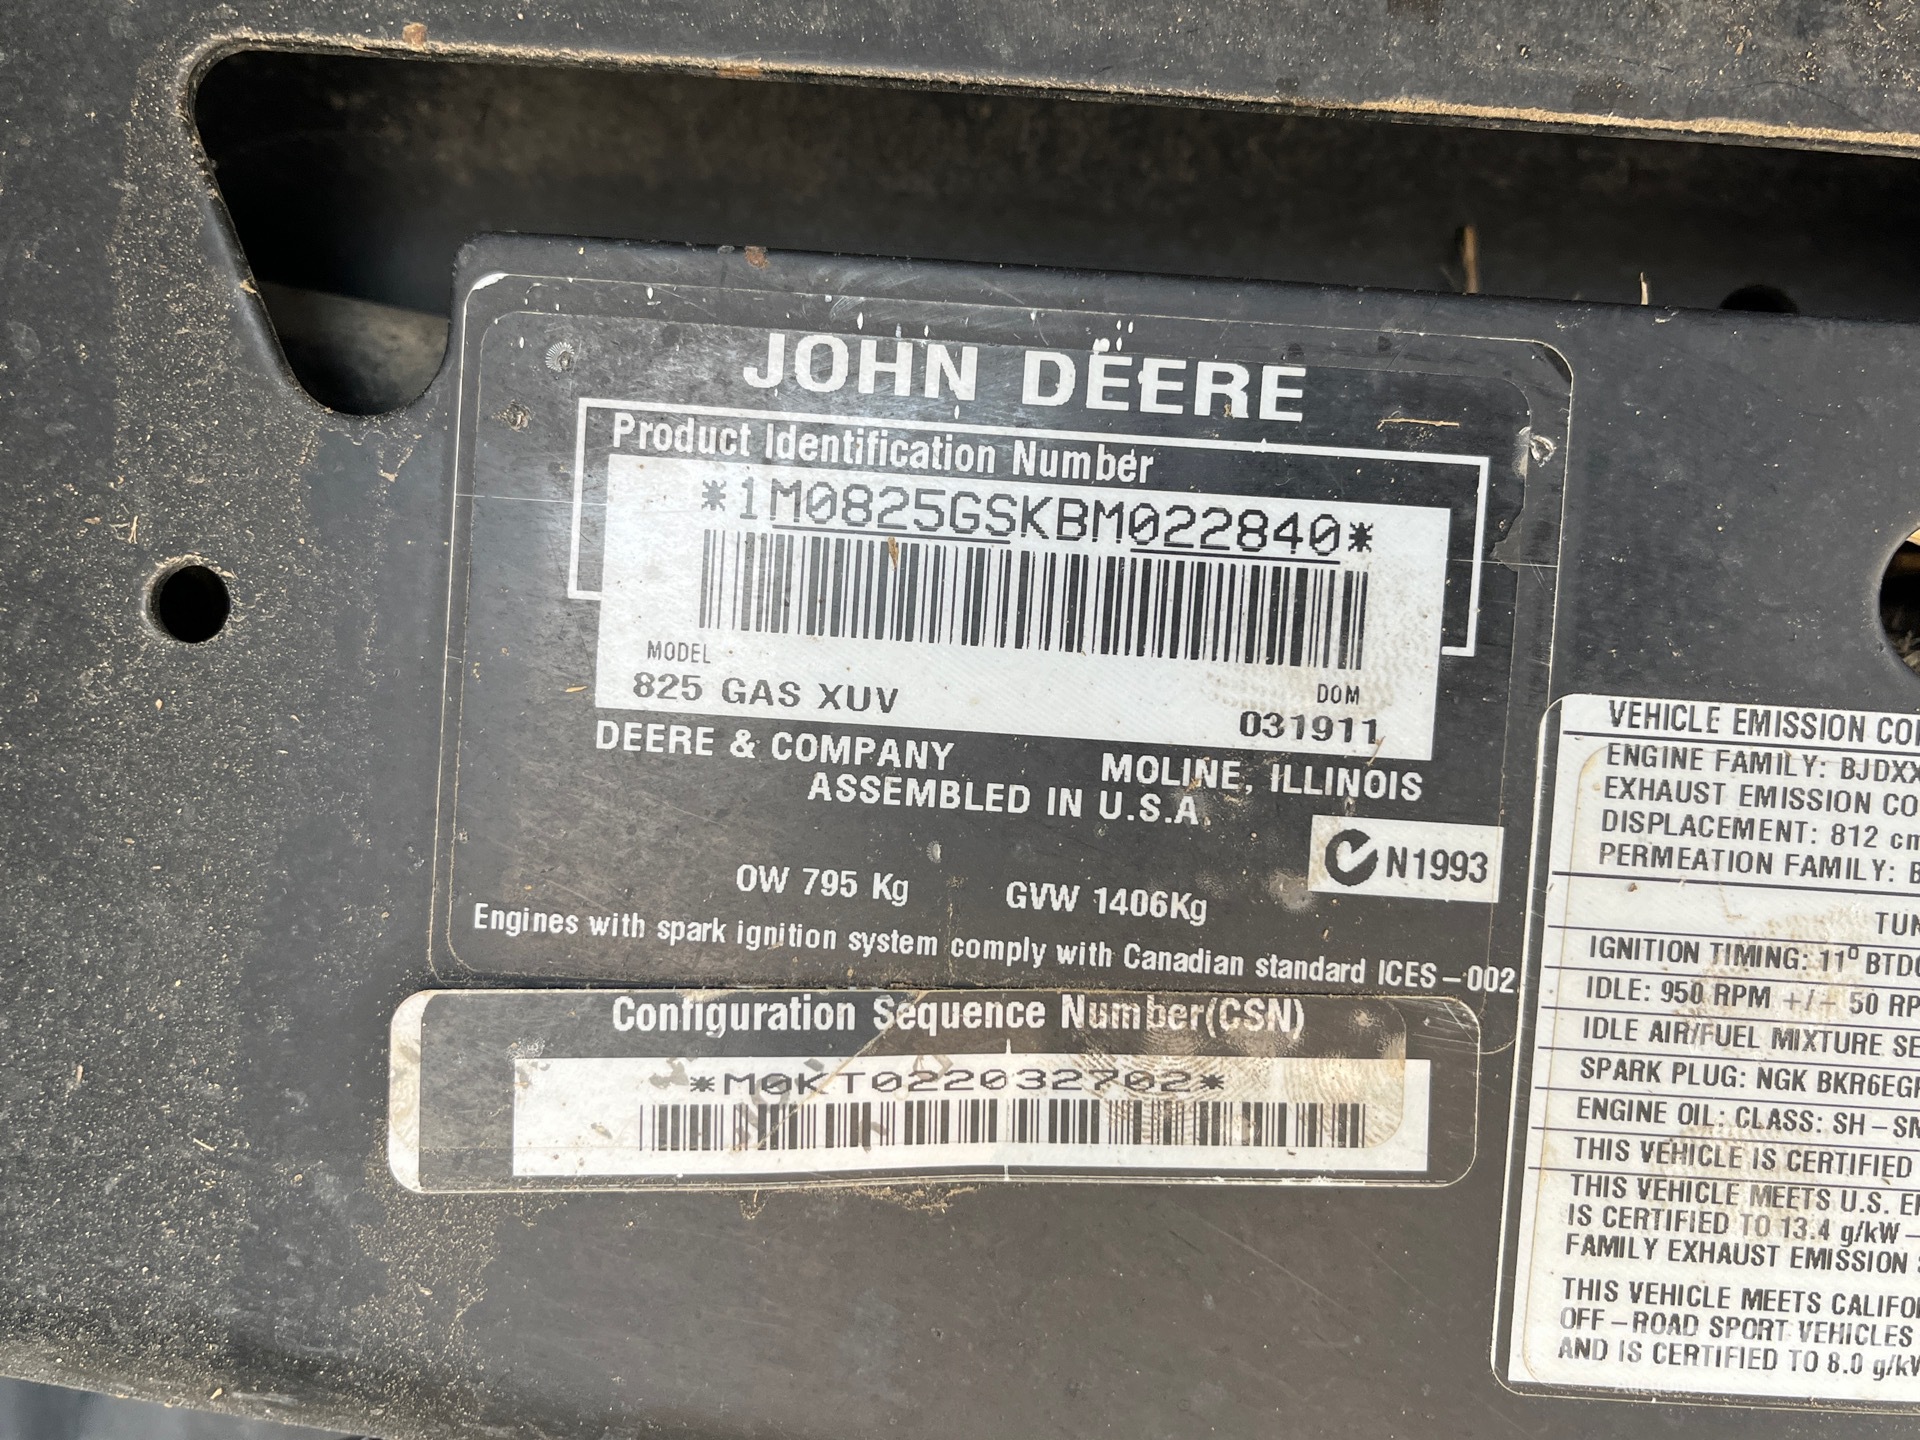 JOHN DEERE
Product Identification Number
*1M0825GSKBM022840*
MODEL
825 GAS XUV
DOM
031911
DEERE & COMPANY MOLINE, ILLINOIS
ASSEMBLED IN U.S.A.
N1993
OW 795 Kg GVW 1406Kg
Engines with spark ignition system comply with Canadian standard ICES-002
Configuration Sequence Number(CSN)
*M0KT022032702*
VEHICLE EMISSION
ENGINE FAMILY:
EXHAUST EMISSION
DISPLACEMENT: 812
PERMEATION FAMILY:
IGNITION TIMING: 11°
IDLE: 950 RPM +/- 50
IDLE AIR/FUEL MIXTURE
SPARK PLUG: NGK
ENGINE OIL: CLASS: SH-
THIS VEHICLE IS CERTIFIED
THIS VEHICLE MEETS U.S.
IS CERTIFIED TO 13.4 g/kW-
FAMILY EXHAUST EMISSION
THIS VEHICLE MEETS
OFF-ROAD SPORT VEHICLES
AND IS CERTIFIED TO 8.0